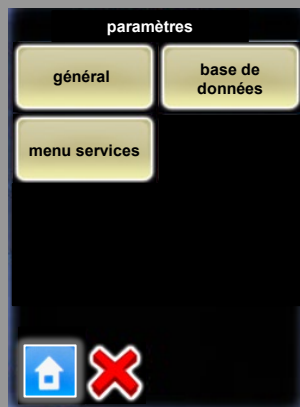 paramètres
général
base de
données
menu services